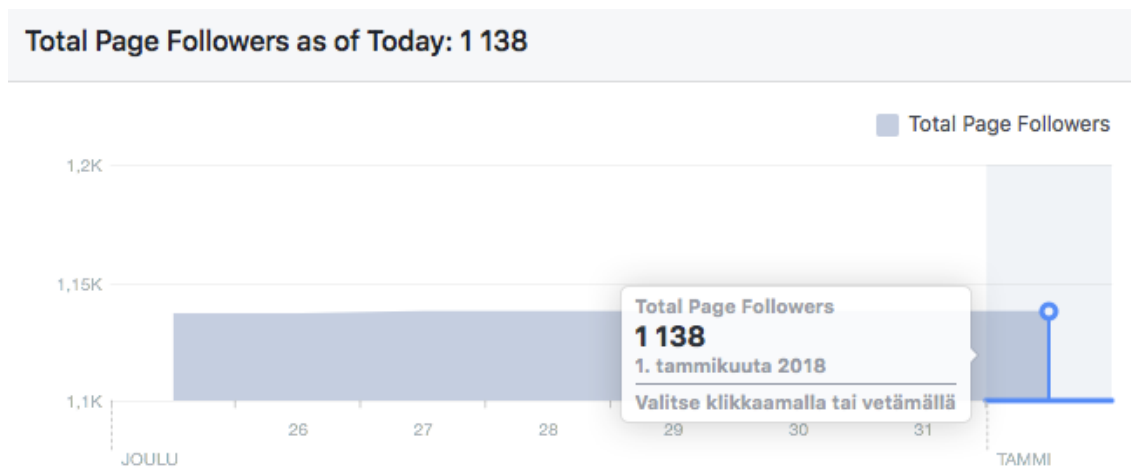 Total Page Followers as of Today: 1 138
Total Page Followers
1,2K
1,15K
Total Page Followers
1 138
1. tammikuuta 2018
Valitse klikkaamalla tai vetämällä
1,1K
26 27 28 29 30 31
JOULU TAMMI